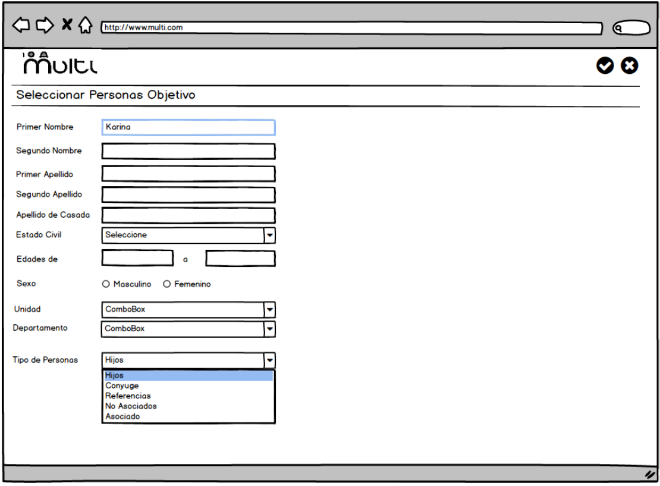 http://www.multi.com
multi
Seleccionar Personas Objetivo
Primer Nombre Karina
Segundo Nombre
Primer Apellido
Segundo Apellido
Apellido de Casada
Estado Civil Seleccione
Edades de a
Sexo Masculino Femenino
Unidad ComboBox
Departamento ComboBox
Tipo de Personas Hijos
Hijos
Conyuge
Referencias
No Asociados
Asociado